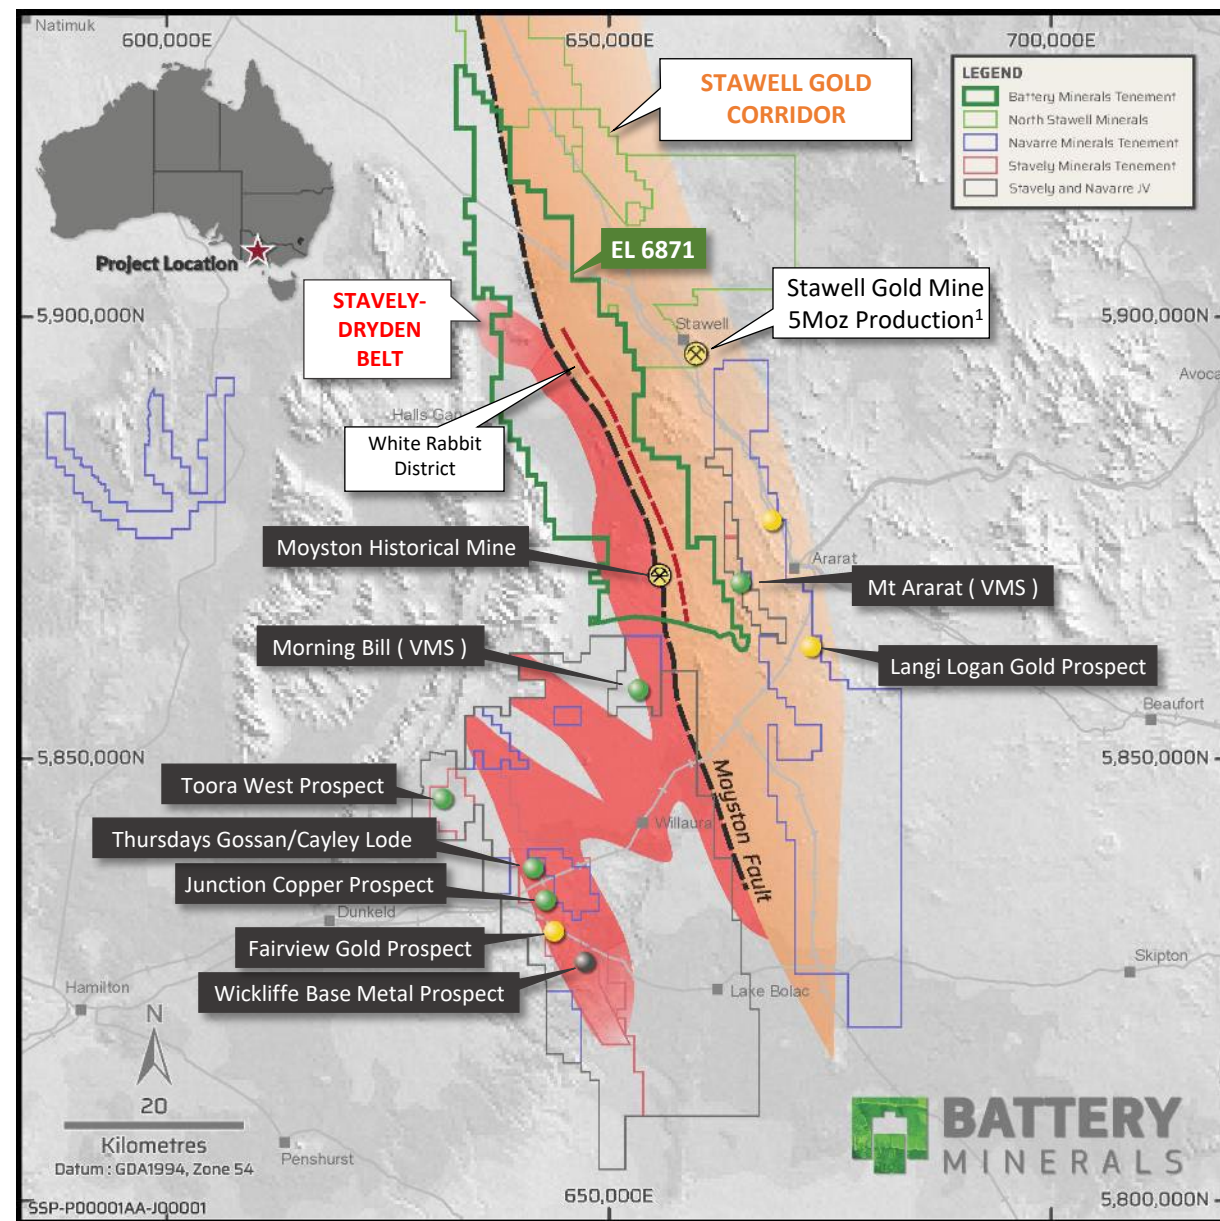 Natimuk
600,000E
650,000E
700,000E
LEGEND
Battery Minerals Tenement
North Stawell Minerals
Navarre Minerals Tenement
Stavely Minerals Tenement
Stavely and Navarre JV
STAWELL GOLD
CORRIDOR
Project Location
EL 6871
STAVELY-
DRYDEN
BELT
Stawell Gold Mine
5Moz Production1
5,900,000N
5,900,000N
Stawell
Avoca
Halls Gap
White Rabbit
District
Moyston Historical Mine
Ararat
Mt Ararat ( VMS )
Morning Bill ( VMS )
Langi Logan Gold Prospect
Beaufort
5,850,000N
5,850,000N
Moyston Fault
Toora West Prospect
Willaura
Thursdays Gossan/Cayley Lode
Junction Copper Prospect
Dunkeld
Fairview Gold Prospect
Skipton
Wickliffe Base Metal Prospect
Hamilton
Lake Bolac
N
20
Kilometres
Datum : GDA1994, Zone 54
Penshurst
BATTERY
MINERALS
SSP-P00001AA-J00001
650,000E
5,800,000N